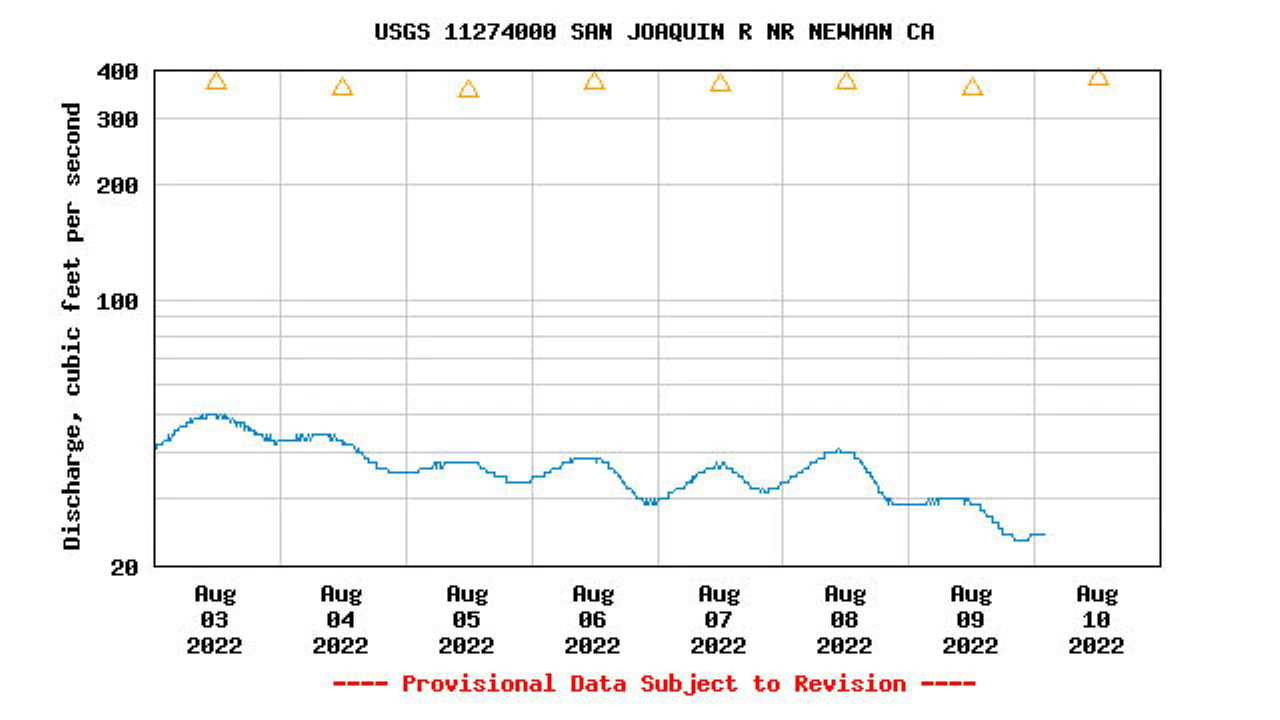 USGS 11274000 SAN JOAQUIN R NR NEWMAN CA
Discharge, cubic feet per second
400
300
200
100
20
Aug 03 2022
Aug 04 2022
Aug 05 2022
Aug 06 2022
Aug 07 2022
Aug 08 2022
Aug 09 2022
Aug 10 2022
---- Provisional Data Subject to Revision ----